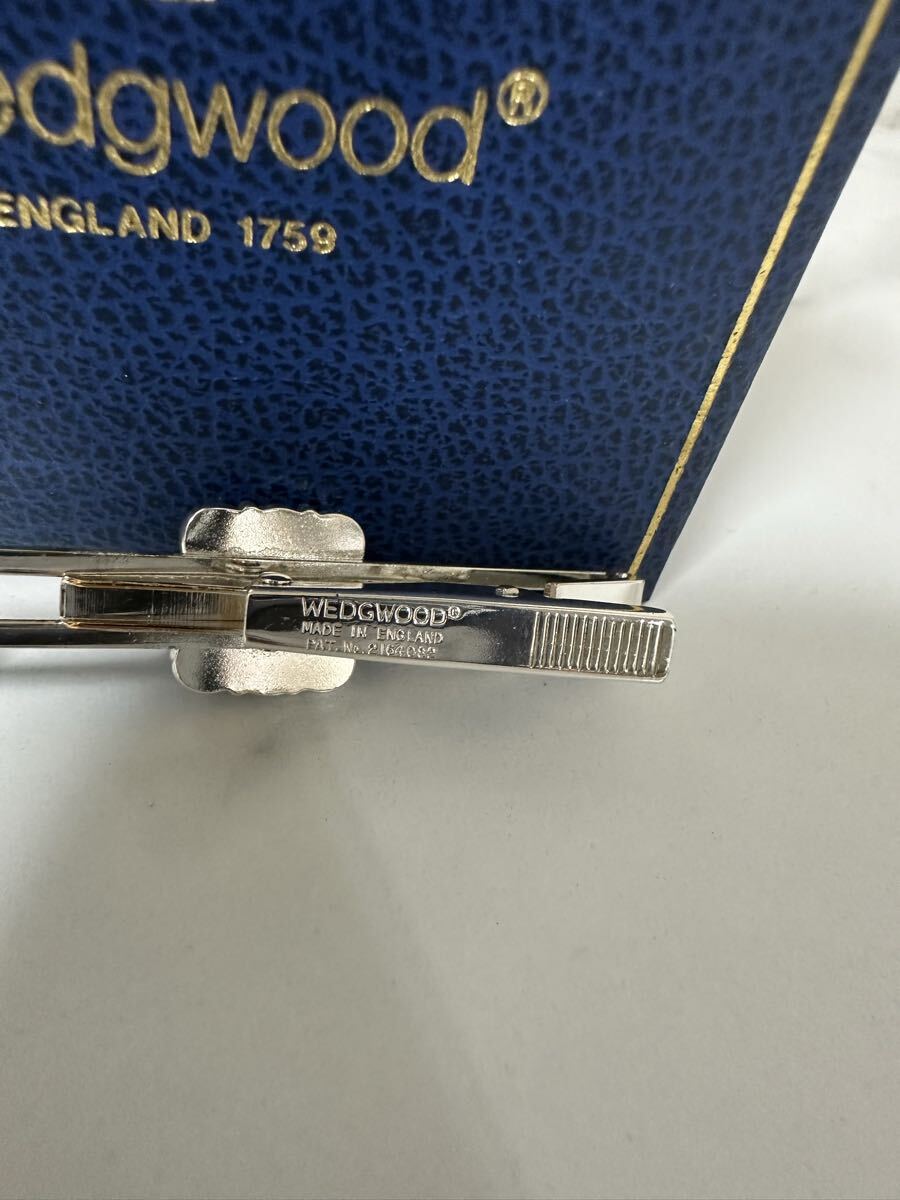 edgwood®
ENGLAND 1759
WEDGWOOD®
MADE IN ENGLAND
PAT. No. 2164082